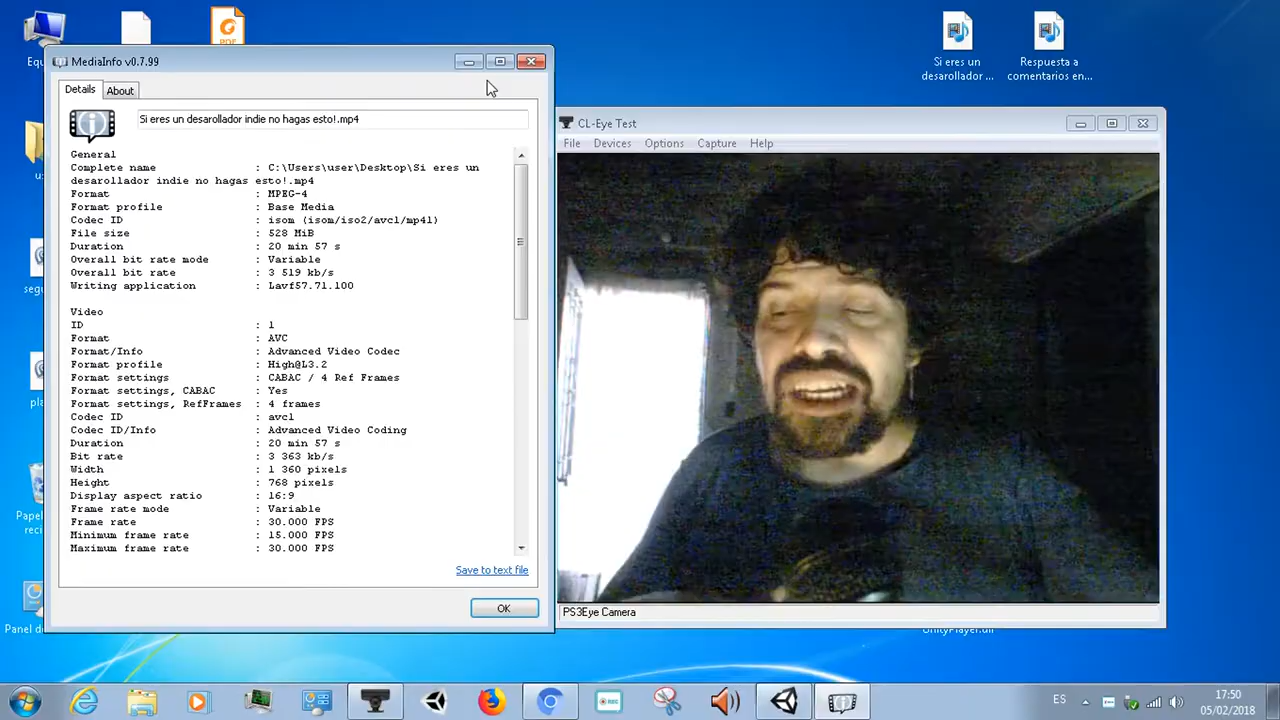 Si eres un
desarollador ...
Respuesta a
comentarios en...
PDF
MediaInfo v0.7.99
Details
About
Si eres un desarollador indie no hagas esto!.mp4
General
Complete name : C:\Users\user\Desktop\Si eres un
desarollador indie no hagas esto!.mp4
Format : MPEG-4
Format profile : Base Media
Codec ID : isom (isom/iso2/avc1/mp41)
File size : 528 MiB
Duration : 20 min 57 s
Overall bit rate mode : Variable
Overall bit rate : 3 519 kb/s
Writing application : Lavf57.71.100
Video
ID : 1
Format : AVC
Format/Info : Advanced Video Codec
Format profile : High@L3.2
Format settings : CABAC / 4 Ref Frames
Format settings, CABAC : Yes
Format settings, RefFrames : 4 frames
Codec ID : avc1
Codec ID/Info : Advanced Video Coding
Duration : 20 min 57 s
Bit rate : 3 363 kb/s
Width : 1 360 pixels
Height : 768 pixels
Display aspect ratio : 16:9
Frame rate mode : Variable
Frame rate : 30.000 FPS
Minimum frame rate : 15.000 FPS
Maximum frame rate : 30.000 FPS
Save to text file
OK
CL-Eye Test
File Devices Options Capture Help
PS3Eye Camera
Equ
seg
pla
Papel
reci
Panel d
UnityPlayer.dll
REC
ES
17:50
05/02/2018